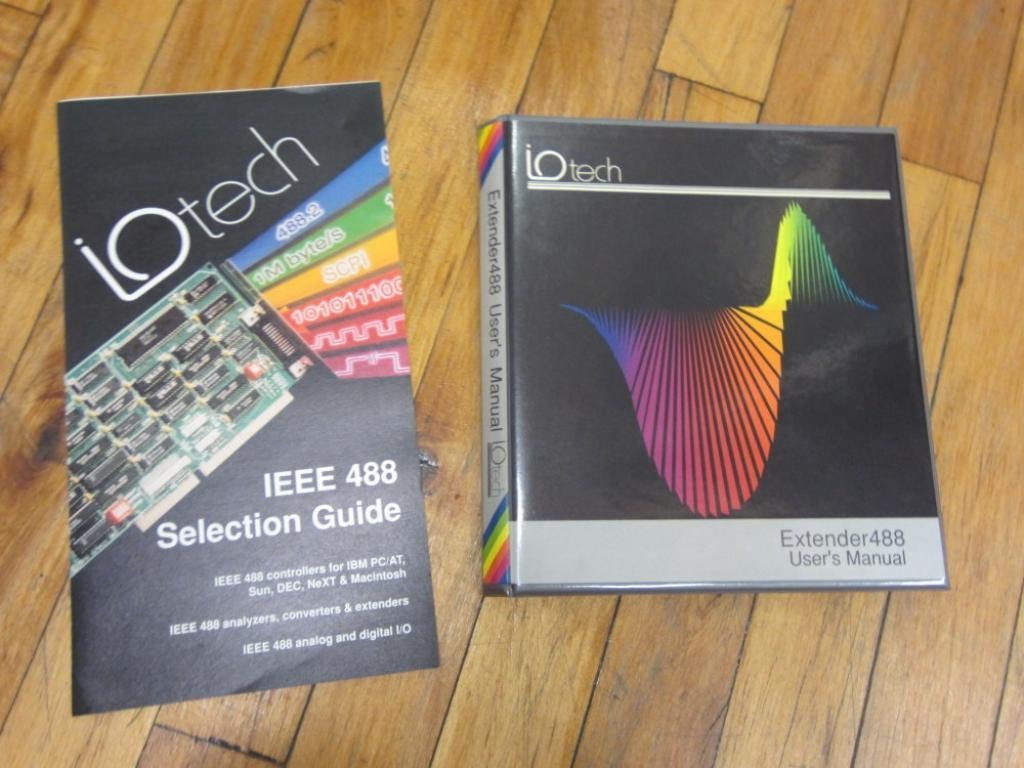 iOtech
488.2
1M byte/s
SCPI
101011100
IEEE 488
Selection Guide
IEEE 488 controllers for IBM PC/AT,
Sun, DEC, NeXT & Macintosh
IEEE 488 analyzers, converters & extenders
IEEE 488 analog and digital I/O
Extender488 User's Manual iOtech
iOtech
Extender488
User's Manual